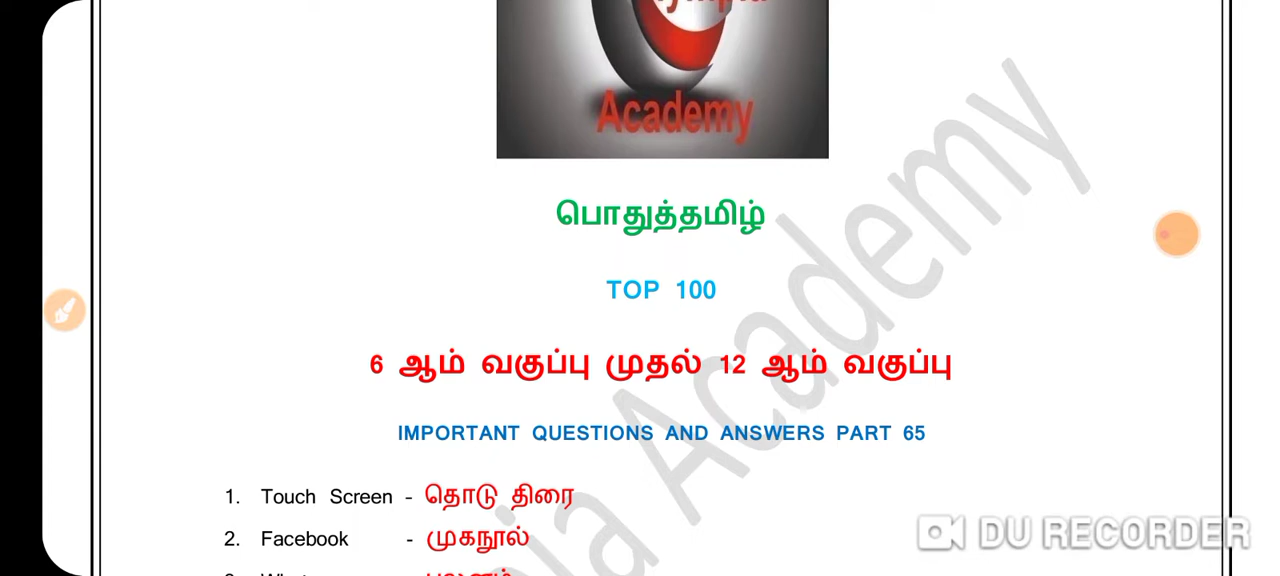 Academy
பொதுத்தமிழ்
TOP 100
6 ஆம் வகுப்பு முதல் 12 ஆம் வகுப்பு
IMPORTANT QUESTIONS AND ANSWERS PART 65
1. Touch Screen - தொடு திரை
2. Facebook - முகநூல்
Academy
DU RECORDER